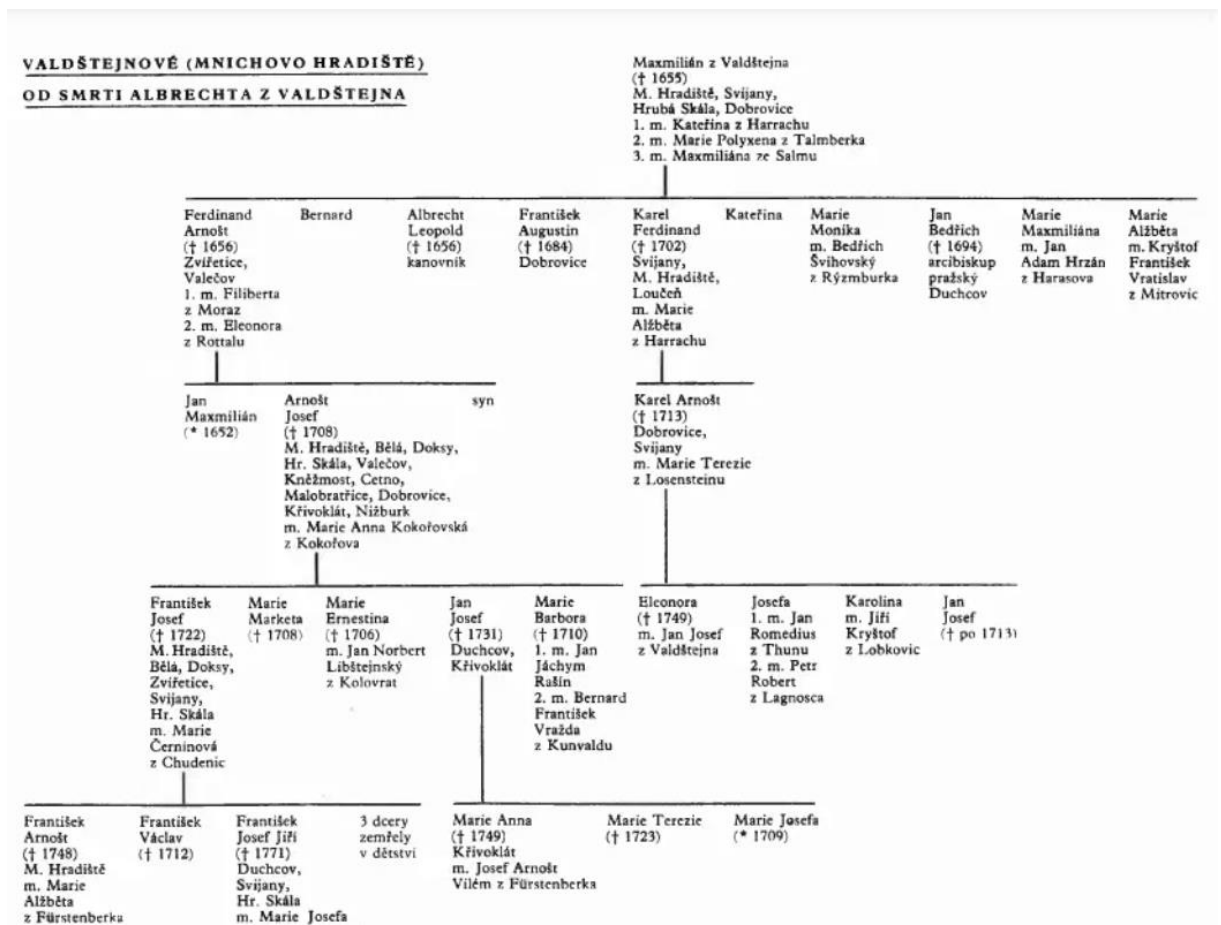 VALDŠTEJNOVÉ (MNICHOVO HRADIŠTĚ)
OD SMRTI ALBRECHTA Z VALDŠTEJNA
Maxmilián z Valdštejna
(† 1655)
M. Hradiště, Svijany,
Hrubá Skála, Dobrovice
1. m. Kateřina z Harrachu
2. m. Marie Polyxena z Talmberka
3. m. Maxmiliána ze Salmu
Ferdinand
Arnošt
(† 1656)
Zvířetice,
Valečov
1. m. Filiberta
z Moraz
2. m. Eleonora
z Rottalu
Bernard
Albrecht
Leopold
(† 1656)
kanovník
František
Augustin
(† 1684)
Dobrovice
Karel
Ferdinand
(† 1702)
Svijany,
M. Hradiště,
Loučeň
m. Marie
Alžběta
z Harrachu
Kateřina
Marie
Monika
m. Bedřich
Švihovský
z Rýzmburka
Jan
Bedřich
(† 1694)
arcibiskup
pražský
Duchcov
Marie
Maxmiliána
m. Jan
Adam Hrzán
z Harasova
Marie
Alžběta
m. Kryštof
František
Vratislav
z Mitrovic
Jan
Maxmilián
(* 1652)
Arnošt
Josef
(† 1708)
M. Hradiště, Bělá, Doksy,
Hr. Skála, Valečov,
Kněžmost, Cetno,
Malobratřice, Dobrovice,
Křivoklát, Nižburk
m. Marie Anna Kokořovská
z Kokořova
syn
Karel Arnošt
(† 1713)
Dobrovice,
Svijany
m. Marie Terezie
z Losensteinu
František
Josef
(† 1722)
M. Hradiště,
Bělá, Doksy,
Zvířetice,
Svijany,
Hr. Skála
m. Marie
Černínová
z Chudenic
Marie
Marketa
(† 1708)
Marie
Ernestina
(† 1706)
m. Jan Norbert
Libštejnský
z Kolovrat
Jan
Josef
(† 1731)
Duchcov,
Křivoklát
Marie
Barbora
(† 1710)
1. m. Jan
Jáchym
Rašín
2. m. Bernard
František
Vražda
z Kunvaldu
Eleonora
(† 1749)
m. Jan Josef
z Valdštejna
Josefa
1. m. Jan
Romedius
z Thunu
2. m. Petr
Robert
z Lagnosca
Karolina
m. Jiří
Kryštof
z Lobkovic
Jan
Josef
(† po 1713)
František
Arnošt
(† 1748)
M. Hradiště
m. Marie
Alžběta
z Fürstenberka
František
Václav
(† 1712)
František
Josef Jiří
(† 1771)
Duchcov,
Svijany,
Hr. Skála
m. Marie Josefa
3 dcery
zemřely
v dětství
Marie Anna
(† 1749)
Křivoklát
m. Josef Arnošt
Vilém z Fürstenberka
Marie Terezie
(† 1723)
Marie Josefa
(* 1709)